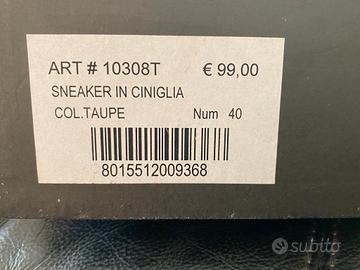 ART # 10308T € 99,00
SNEAKER IN CINIGLIA
COL.TAUPE Num 40
8015512009368
subito